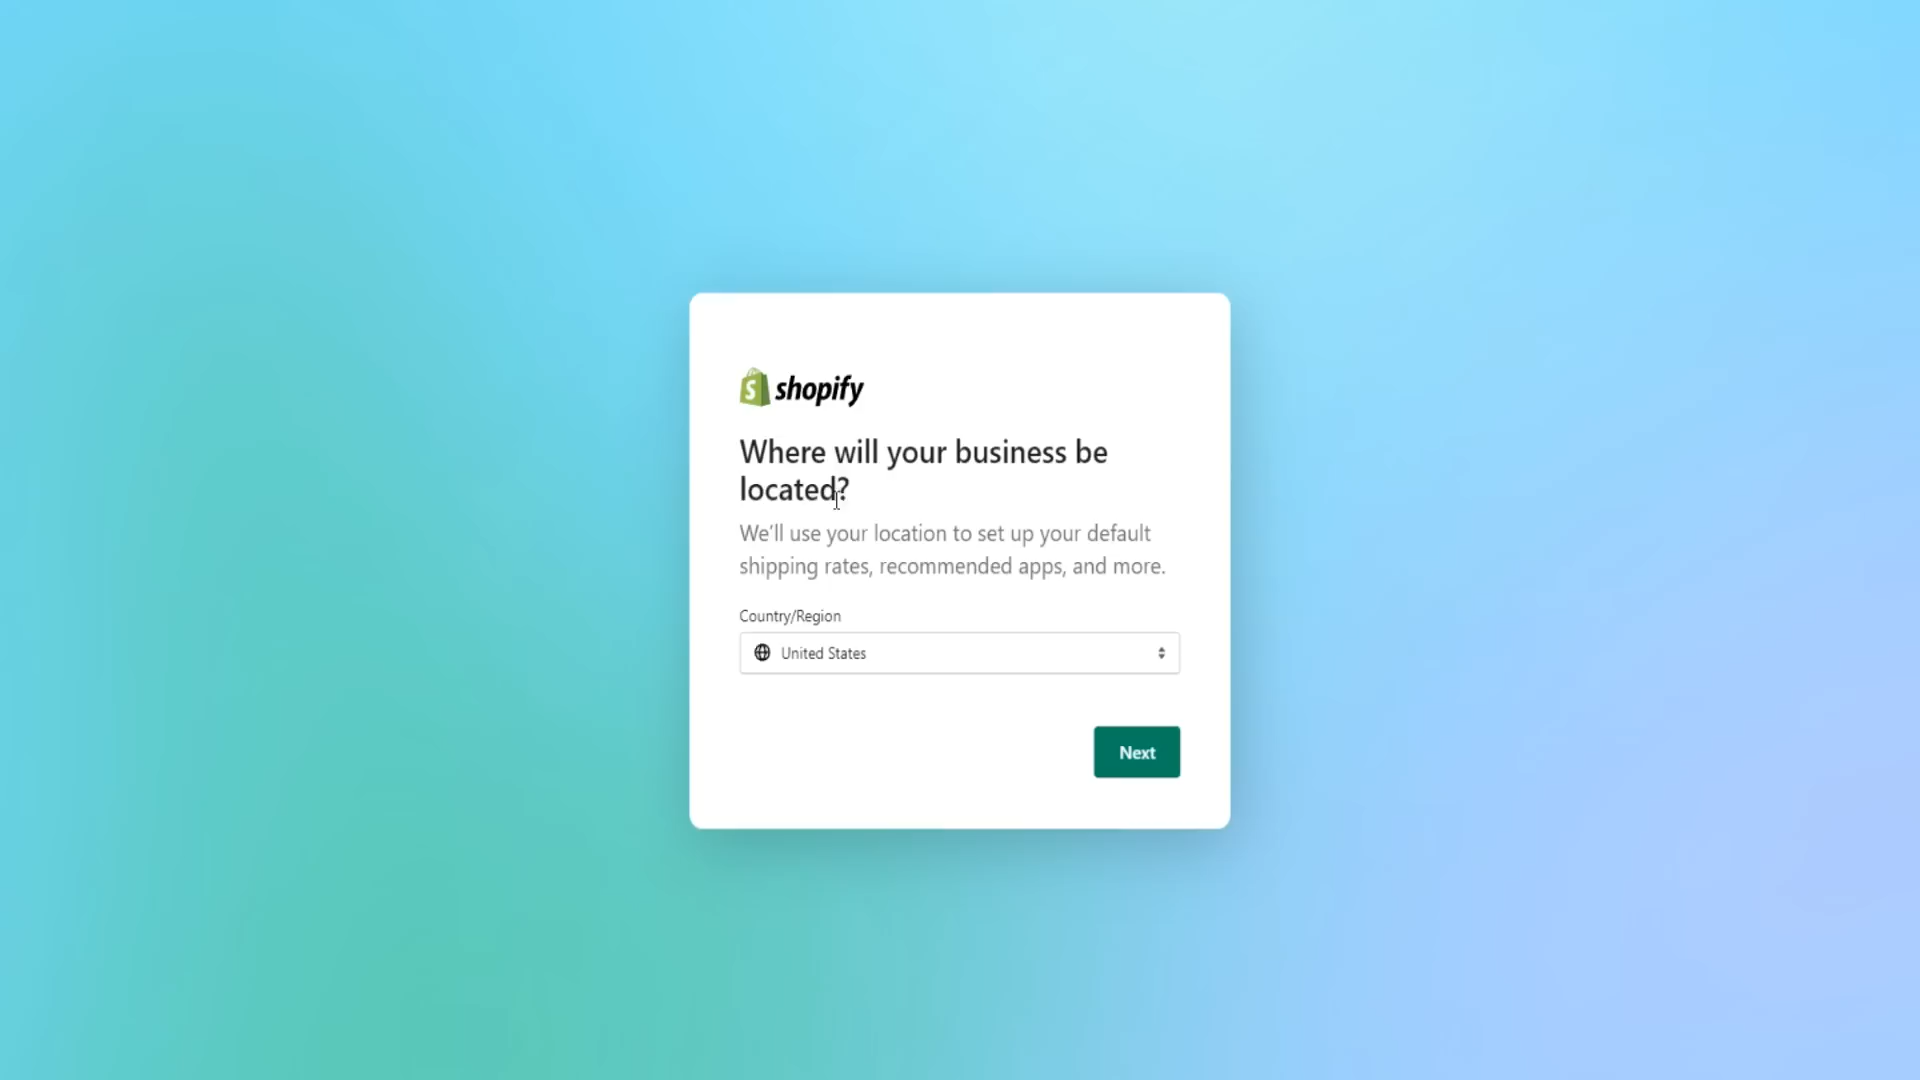 shopify
Where will your business be
located?
We'll use your location to set up your default
shipping rates, recommended apps, and more.
Country/Region
United States
Next